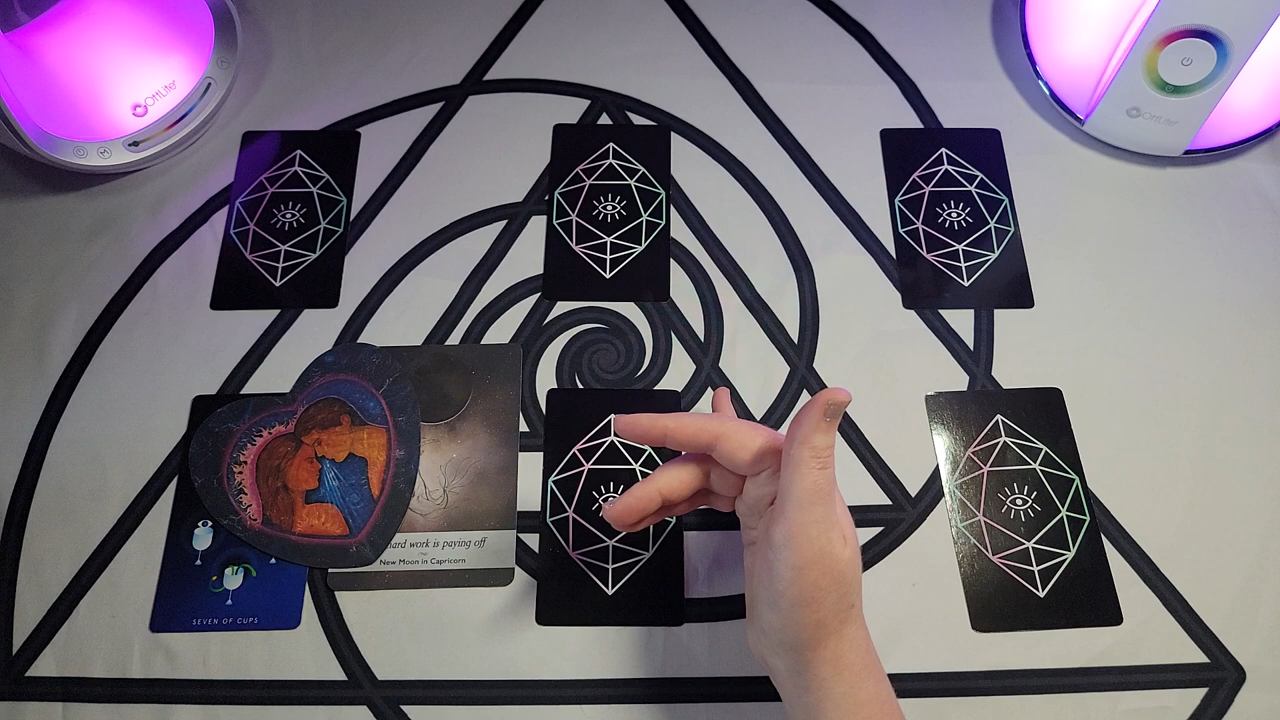 OttLite
OttLite
hard work is paying off
New Moon in Capricorn
SEVEN OF CUPS